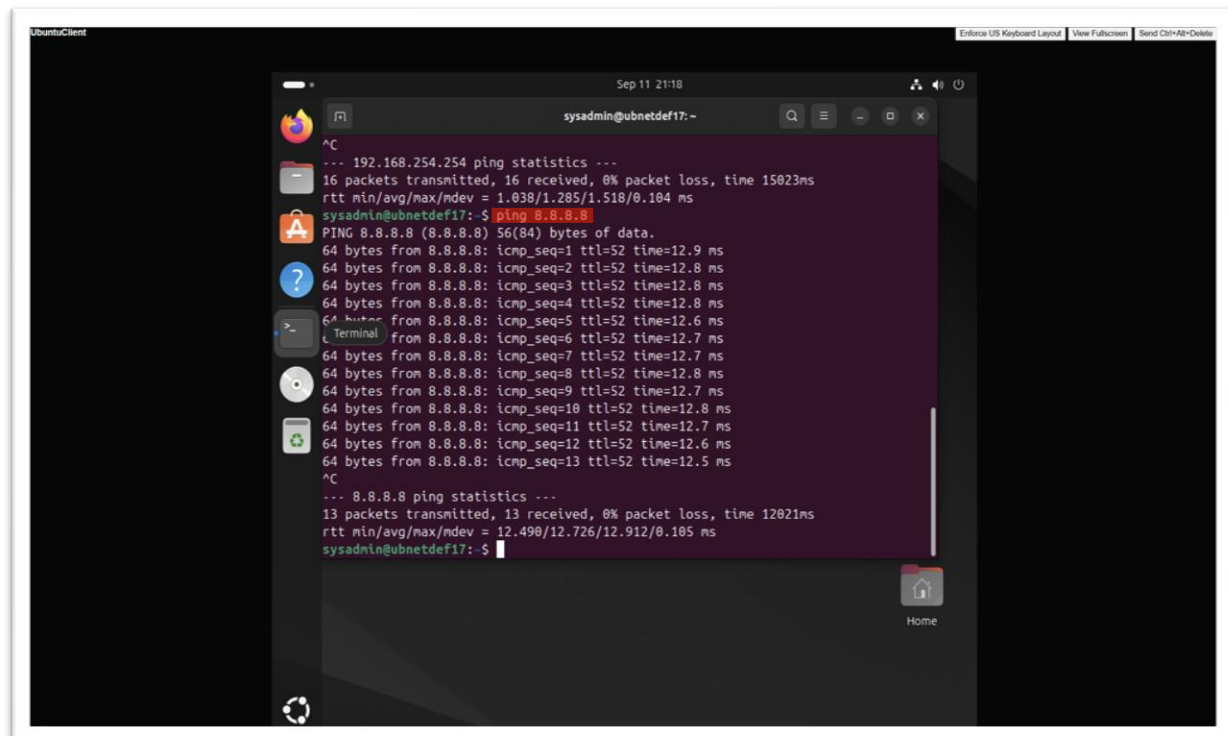 UbuntuClient
Enforce US Keyboard Layout View Fullscreen Send Ctrl+Alt+Delete
Sep 11 21:18
sysadmin@ubnetdef17: ~
^C
--- 192.168.254.254 ping statistics ---
16 packets transmitted, 16 received, 0% packet loss, time 15023ms
rtt min/avg/max/mdev = 1.038/1.285/1.518/0.104 ms
sysadmin@ubnetdef17:~$ ping 8.8.8.8
PING 8.8.8.8 (8.8.8.8) 56(84) bytes of data.
64 bytes from 8.8.8.8: icmp_seq=1 ttl=52 time=12.9 ms
64 bytes from 8.8.8.8: icmp_seq=2 ttl=52 time=12.8 ms
64 bytes from 8.8.8.8: icmp_seq=3 ttl=52 time=12.8 ms
64 bytes from 8.8.8.8: icmp_seq=4 ttl=52 time=12.8 ms
64 bytes from 8.8.8.8: icmp_seq=5 ttl=52 time=12.6 ms
Terminal
from 8.8.8.8: icmp_seq=6 ttl=52 time=12.7 ms
64 bytes from 8.8.8.8: icmp_seq=7 ttl=52 time=12.7 ms
64 bytes from 8.8.8.8: icmp_seq=8 ttl=52 time=12.8 ms
64 bytes from 8.8.8.8: icmp_seq=9 ttl=52 time=12.7 ms
64 bytes from 8.8.8.8: icmp_seq=10 ttl=52 time=12.8 ms
64 bytes from 8.8.8.8: icmp_seq=11 ttl=52 time=12.7 ms
64 bytes from 8.8.8.8: icmp_seq=12 ttl=52 time=12.6 ms
64 bytes from 8.8.8.8: icmp_seq=13 ttl=52 time=12.5 ms
^C
--- 8.8.8.8 ping statistics ---
13 packets transmitted, 13 received, 0% packet loss, time 12021ms
rtt min/avg/max/mdev = 12.490/12.726/12.912/0.105 ms
sysadmin@ubnetdef17:~$
Home